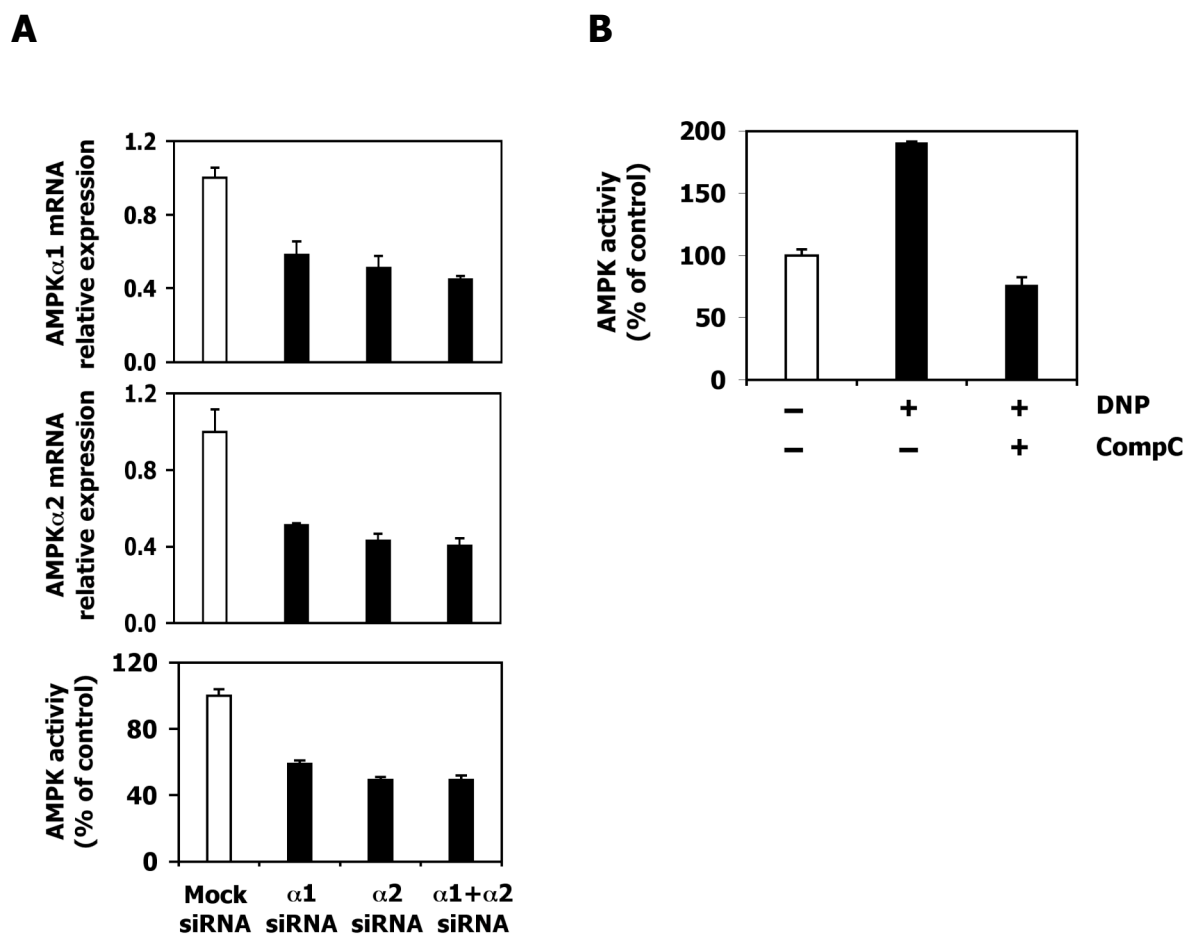 A
B
AMPKα1 mRNA
relative expression
1.2
0.8
0.4
0.0
AMPKα2 mRNA
relative expression
1.2
0.8
0.4
0.0
AMPK activiy
(% of control)
120
80
40
0
Mock
siRNA
α1
siRNA
α2
siRNA
α1+α2
siRNA
AMPK activiy
(% of control)
200
150
100
50
0
– + + DNP
– – + CompC